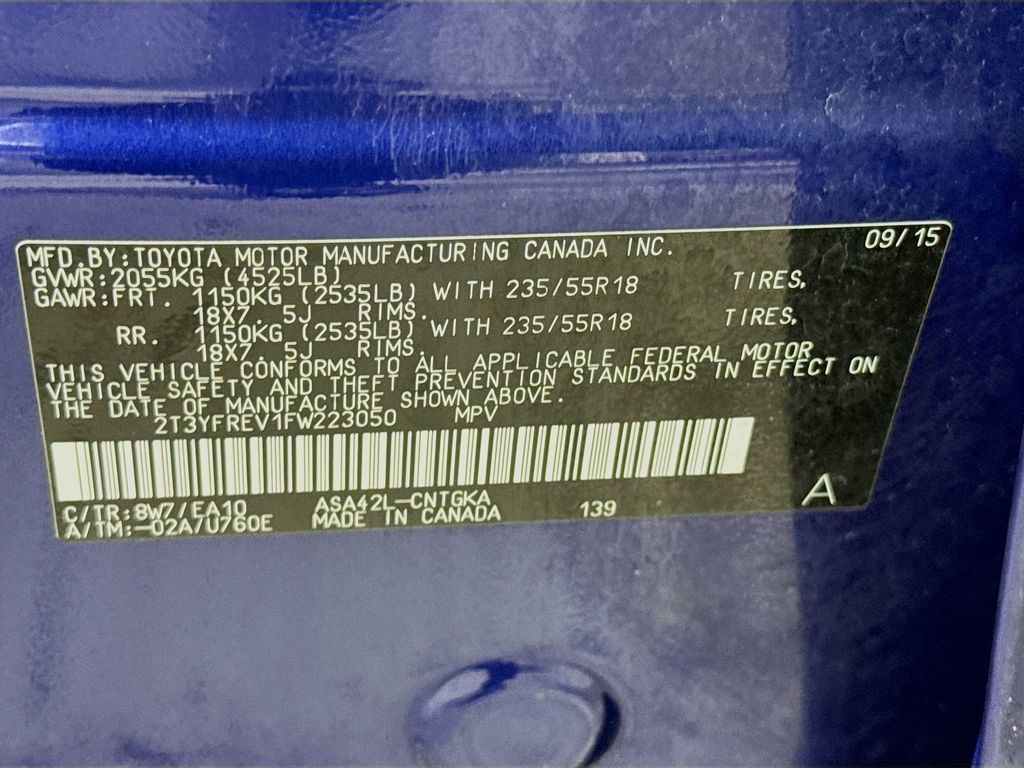 MFD.BY:TOYOTA MOTOR MANUFACTURING CANADA INC. 09/15
GVWR:2055KG (4525LB)
GAWR:FRT. 1150KG (2535LB) WITH 235/55R18 TIRES,
18X7.5J RIMS.
RR. 1150KG (2535LB) WITH 235/55R18 TIRES,
18X7.5J RIMS.
THIS VEHICLE CONFORMS TO ALL APPLICABLE FEDERAL MOTOR
VEHICLE SAFETY AND THEFT PREVENTION STANDARDS IN EFFECT ON
THE DATE OF MANUFACTURE SHOWN ABOVE.
2T3YFREV1FW223050 MPV
C/TR:8W7/EA10 ASA42L-CNTGKA A
A/TM:-02A/U760E MADE IN CANADA 139